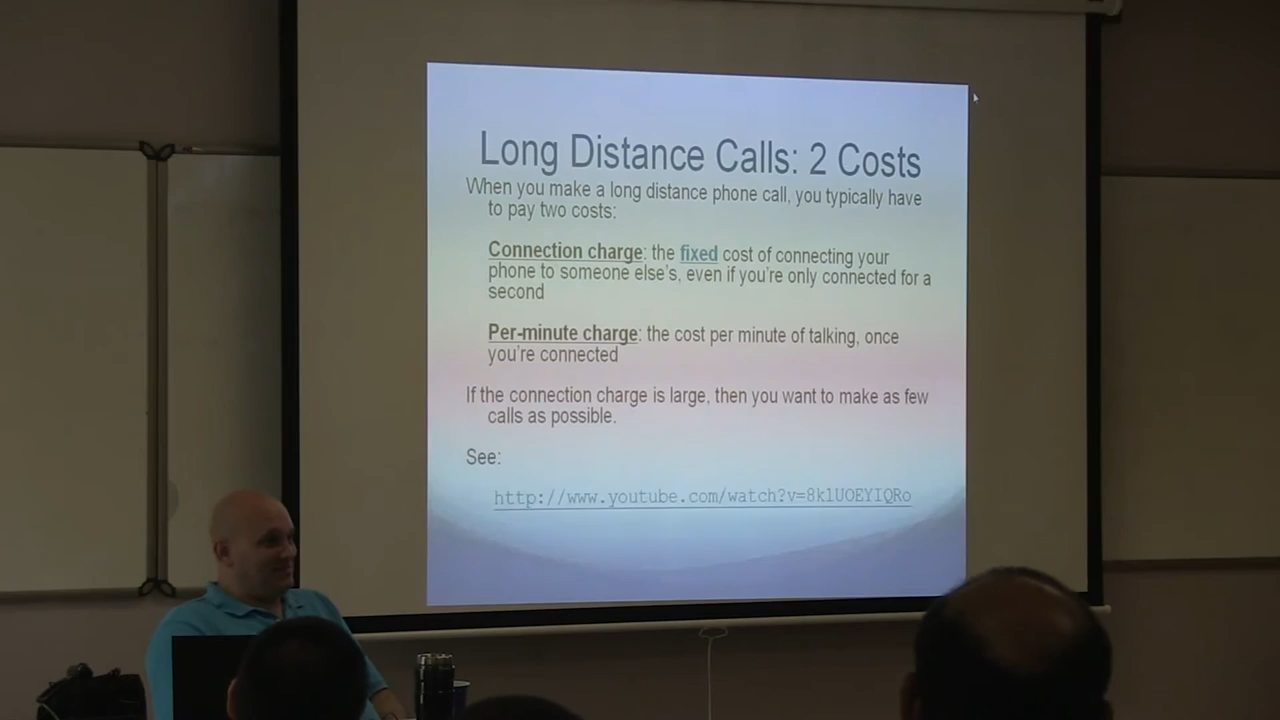 Long Distance Calls: 2 Costs
When you make a long distance phone call, you typically have
to pay two costs:
Connection charge: the fixed cost of connecting your
phone to someone else's, even if you're only connected for a
second
Per-minute charge: the cost per minute of talking, once
you're connected
If the connection charge is large, then you want to make as few
calls as possible.
See:
http://www.youtube.com/watch?v=8k1UOEYIQRo